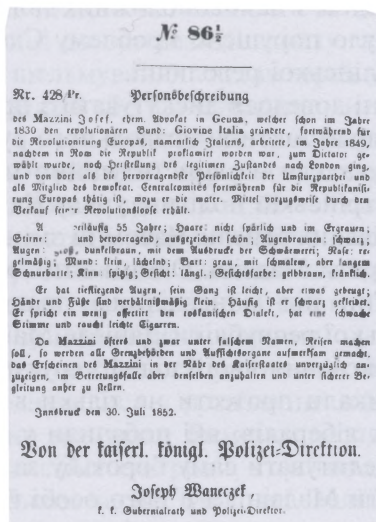 № 86½
Nr. 428/Pr. Personsbeschreibung
des Mazzini Josef, ehem. Advokat in Genua, welcher schon im Jahre
1830 den revolutionären Bund: Giovine Italia gründete, fortwährend für
die Revolutionirung Europas, namentlich Italiens, arbeitete, im Jahre 1849,
nachdem in Rom die Republik proklamirt worden war, zum Dictator ge-
wählt wurde, nach Herstellung des legitimen Zustandes nach London ging,
und von dort als die hervorragendste Persönlichkeit der Umsturzparthei und
als Mitglied des demokrat. Centralcomités fortwährend für die Republikanisi-
rung Europas thätig ist, wozu er die mater. Mittel vorzugsweise durch den
Verkauf seiner Revolutionsloose erhält.
A eiläufig 55 Jahre; Haare: nicht spärlich und im Ergrauen;
Stirne: und hervorragend, ausgezeichnet schön; Augenbraunen: schwarz;
Augen: groß, dunkelbraun, mit dem Ausdrucke der Schwärmerei; Nase: re-
gelmäßig; Mund: klein, lächelnd; Bart: grau, mit schmalem, aber langem
Schnurbarte; Kinn: spitzig; Gesicht: längl.; Gesichtsfarbe: gelbbraun, kränklich.
Er hat tiefliegende Augen, sein Gang ist leicht, aber etwas gebeugt;
Hände und Füße sind verhältnißmäßig klein. Häufig ist er schwarz gekleidet.
Er spricht ein wenig affectirt den toskanischen Dialekt, hat eine schwache
Stimme und raucht leichte Cigarren.
Da Mazzini öfters und zwar unter falschem Namen, Reisen machen
soll, so werden alle Grenzbehörden und Aufsichtsorgane aufmerksam gemacht,
das Erscheinen des Mazzini in der Nähe des Kaiserstaates unverzüglich an-
zuzeigen, im Betretungsfalle aber denselben anzuhalten und unter sicherer Be-
gleitung anher zu stellen.
Innsbruck den 30. Juli 1852.
Von der kaiserl. königl. Polizei-Direktion.
Joseph Waneczek
k. k. Gubernialrath und Polizei-Direktor.